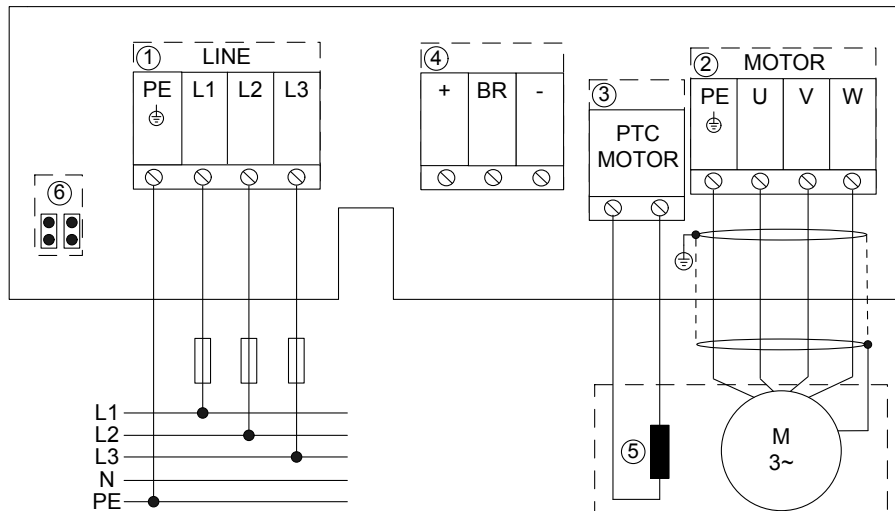 ① LINE
PE L1 L2 L3
④
+ BR -
③
PTC
MOTOR
② MOTOR
PE U V W
⑥
L1
L2
L3
N
PE
⑤
M
3~